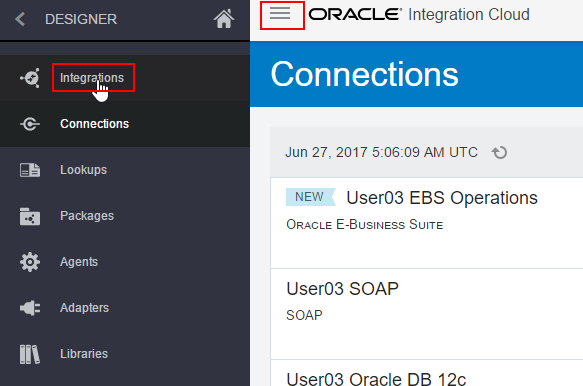 DESIGNER
Integrations
Connections
Lookups
Packages
Agents
Adapters
Libraries
ORACLE® Integration Cloud
Connections
Jun 27, 2017 5:06:09 AM UTC
NEW User03 EBS Operations
ORACLE E-BUSINESS SUITE
User03 SOAP
SOAP
User03 Oracle DB 12c